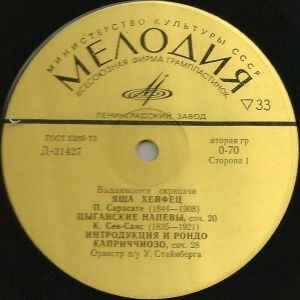 МИНИСТЕРСТВО КУЛЬТУРЫ СССР
МЕЛОДИЯ
ВСЕСОЮЗНАЯ ФИРМА ГРАМПЛАСТИНОК
▽33
ЛЕНИНГРАДСКИЙ ЗАВОД
ГОСТ 5289-73
вторая гр
Д-21427
0-70
Сторона 1
Выдающиеся скрипачи
ЯША ХЕЙФЕЦ
П. Сарасате (1844—1908)
ЦЫГАНСКИЕ НАПЕВЫ, соч. 20
К. Сен-Санс (1835—1921)
ИНТРОДУКЦИЯ И РОНДО
КАПРИЧЧИОЗО, соч. 28
Оркестр п/у У. Стайнберга